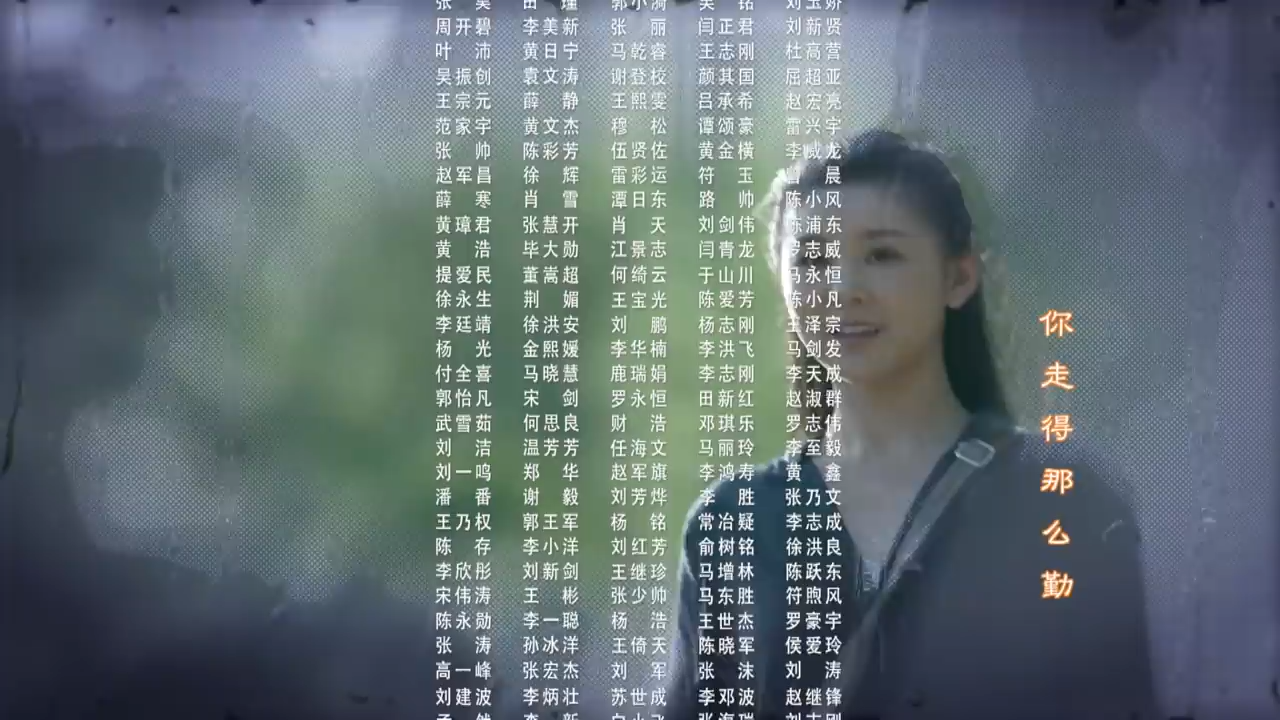 周开碧 李美新 张丽 闫正君 刘新贤
叶沛 黄日宁 马乾睿 王志刚 杜高营
吴振创 袁文涛 谢登校 颜其国 屈超亚
王宗元 薛静 王熙雯 吕承希 赵宏亮
范家宇 黄文杰 穆松 谭颂豪 雷兴宇
张帅 陈彩芳 伍贤佐 黄金横 李威龙
赵军昌 徐辉 雷彩运 符玉 晨
薛寒 肖雪 潭日东 路帅 陈小风
黄璋君 张慧开 肖天 刘剑伟 陈浦东
黄浩 毕大勋 江景志 闫青龙 罗志威
提爱民 董嵩超 何绮云 于山川 马永恒
徐永生 荆媚 王宝光 陈爱芳 陈小凡
李廷靖 徐洪安 刘鹏 杨志刚 王泽宗
杨光 金熙媛 李华楠 李洪飞 马剑发
付全喜 马晓慧 鹿瑞娟 李志刚 李天成
郭怡凡 宋剑 罗永恒 田新红 赵淑群
武雪茹 何思良 财浩 邓琪乐 罗志伟
刘洁 温芳芳 任海文 马丽玲 李至毅
刘一鸣 郑华 赵军旗 李鸿寿 黄鑫
潘番 谢毅 刘芳烨 李胜 张乃文
王乃权 郭王军 杨铭 常冶疑 李志成
陈存 李小洋 刘红芳 俞树铭 徐洪良
李欣彤 刘新剑 王继珍 马增林 陈跃东
宋伟涛 王彬 张少帅 马东胜 符煦风
陈永勋 李一聪 杨浩 王世杰 罗豪宇
张涛 孙冰洋 王倚天 陈晓军 侯爱玲
高一峰 张宏杰 刘军 张沫 刘涛
刘建波 李炳壮 苏世成 李邓波 赵继锋
你走得那么勤